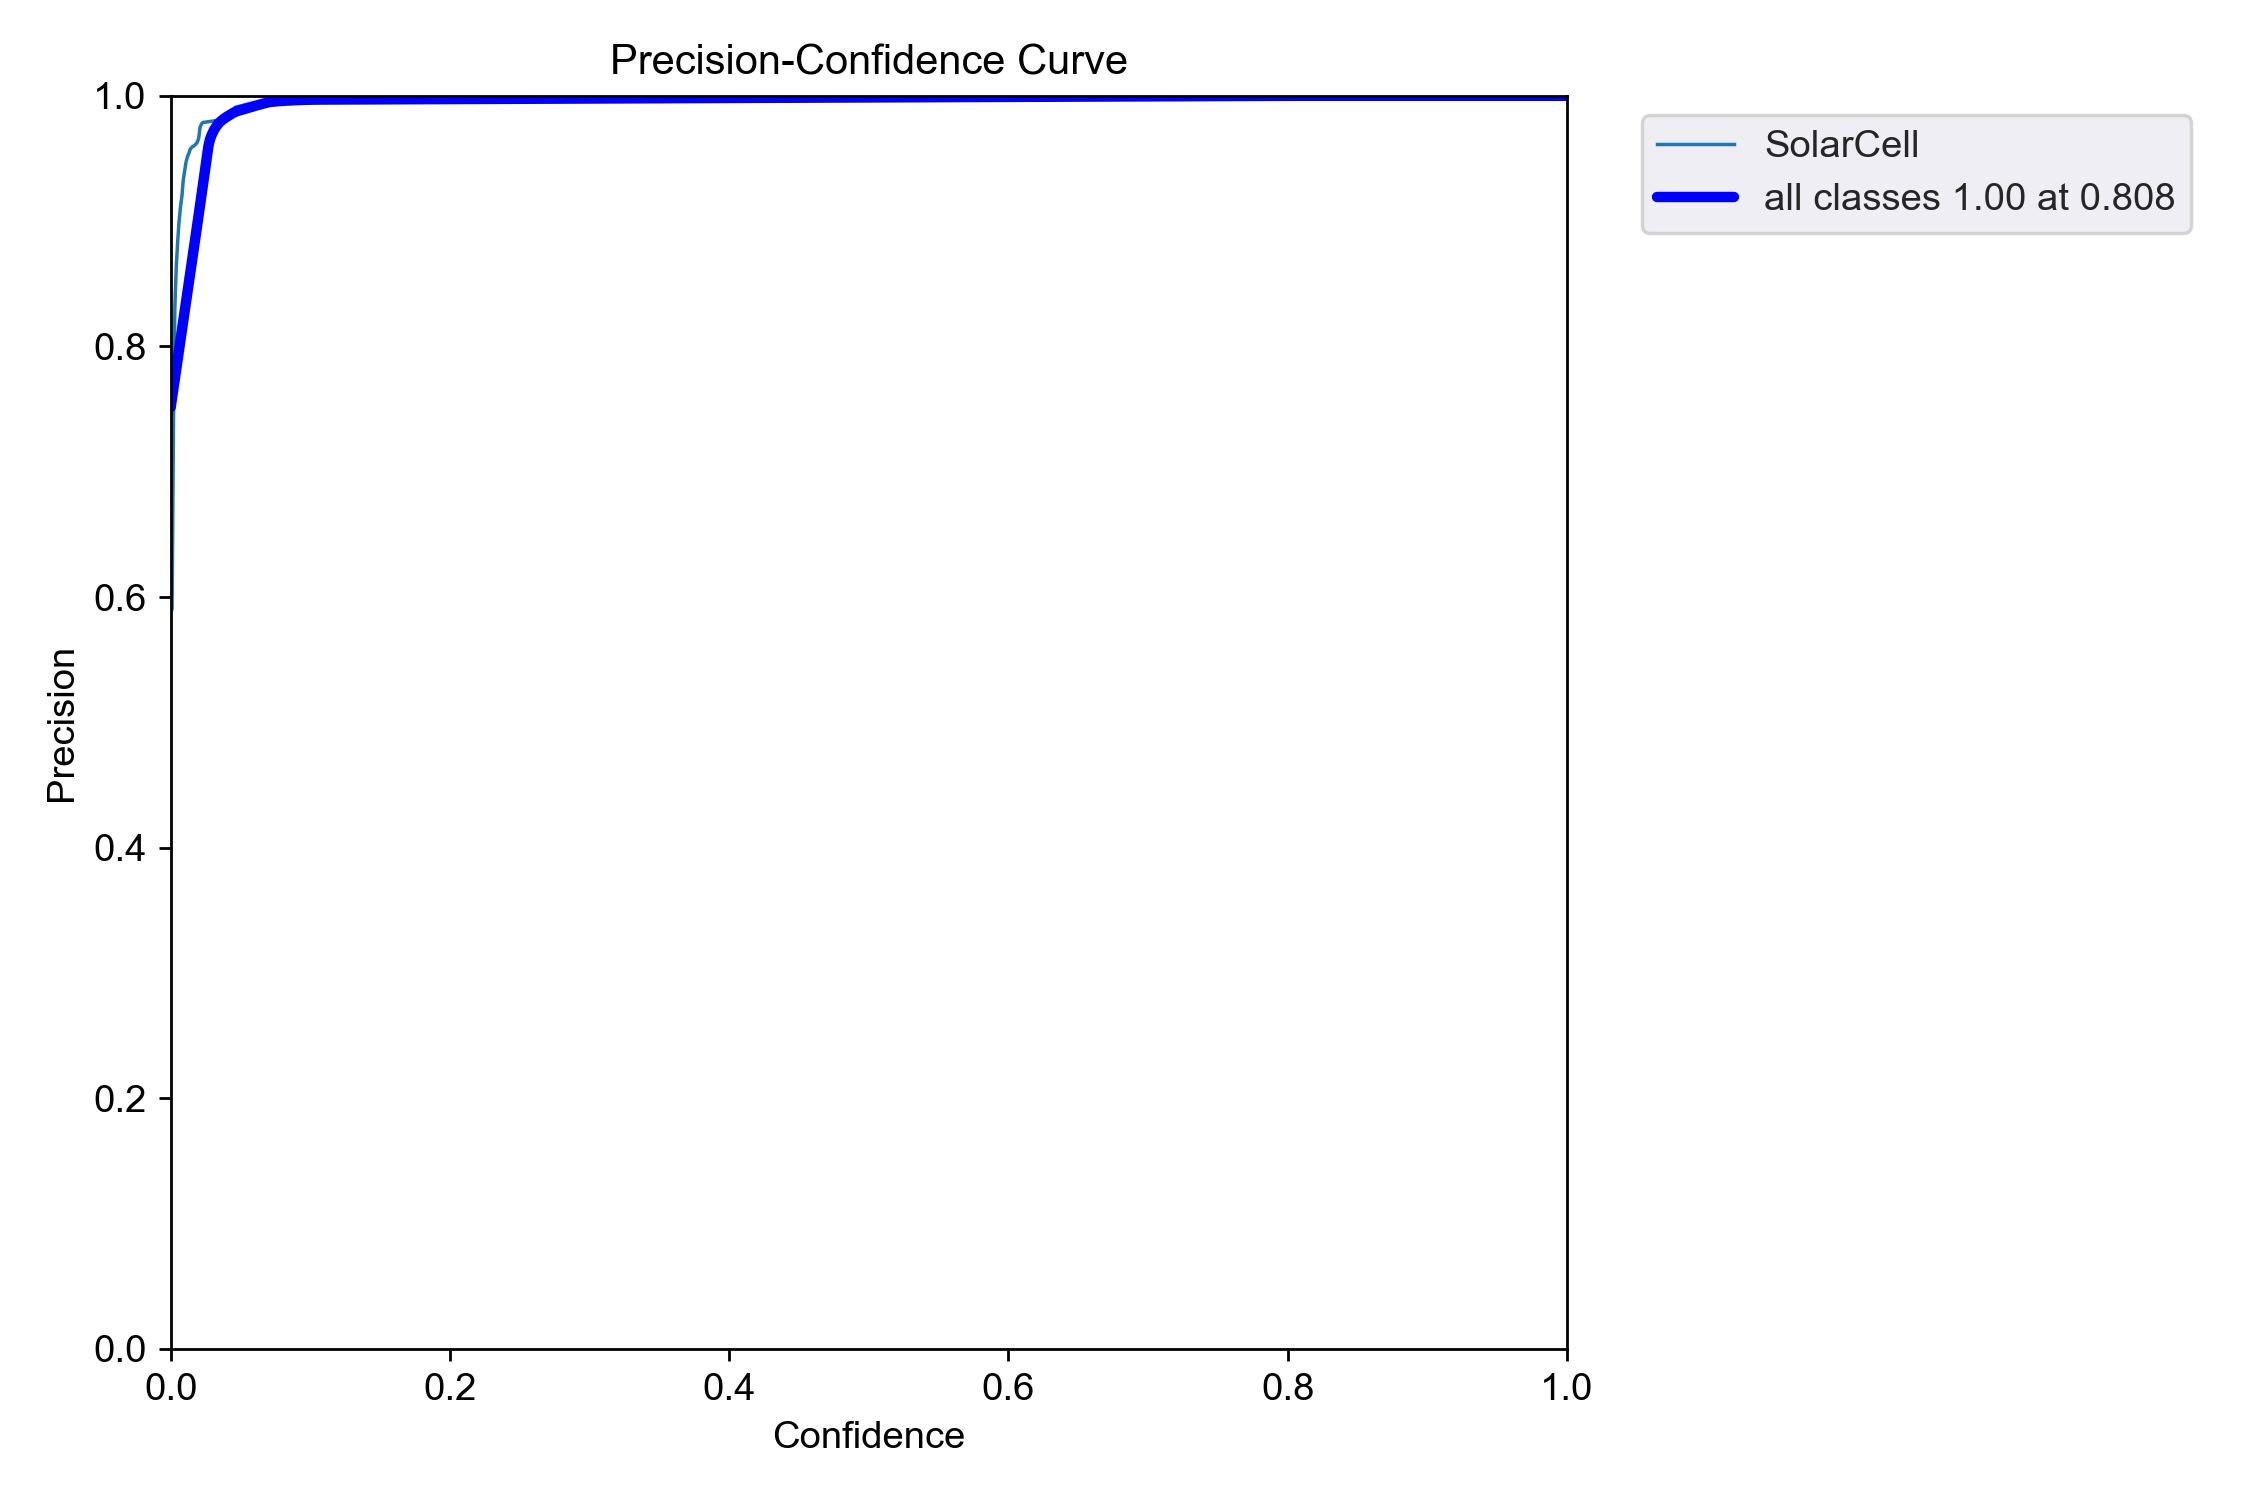 Precision-Confidence Curve
1.0
0.8
0.6
0.4
0.2
0.0
Precision
0.0 0.2 0.4 0.6 0.8 1.0
Confidence
SolarCell
all classes 1.00 at 0.808